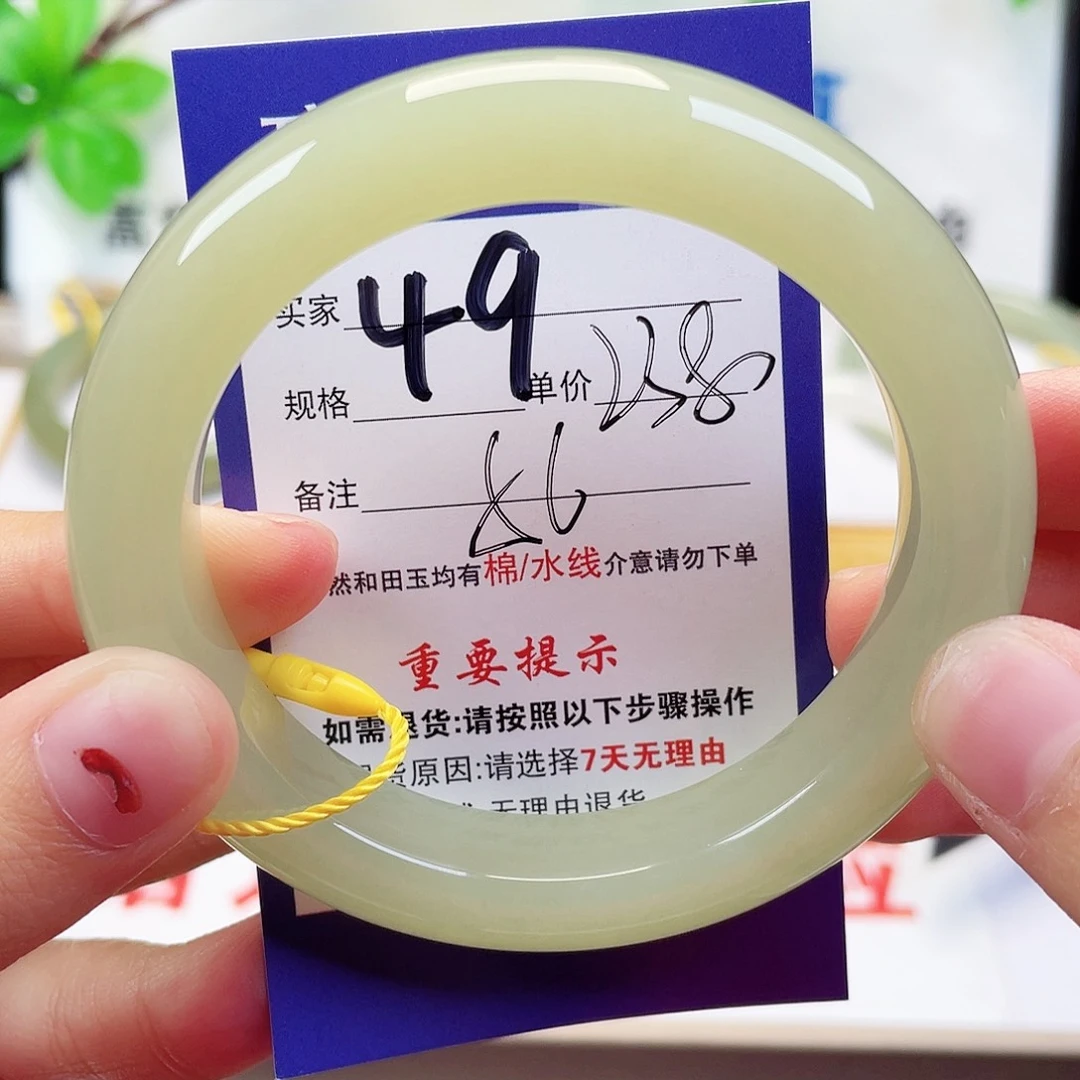 买家 49
规格 单价 238
备注
然和田玉均有棉/水线介意请勿下单
重要提示
如需退货:请按照以下步骤操作
货原因:请选择7天无理由
无理由退货